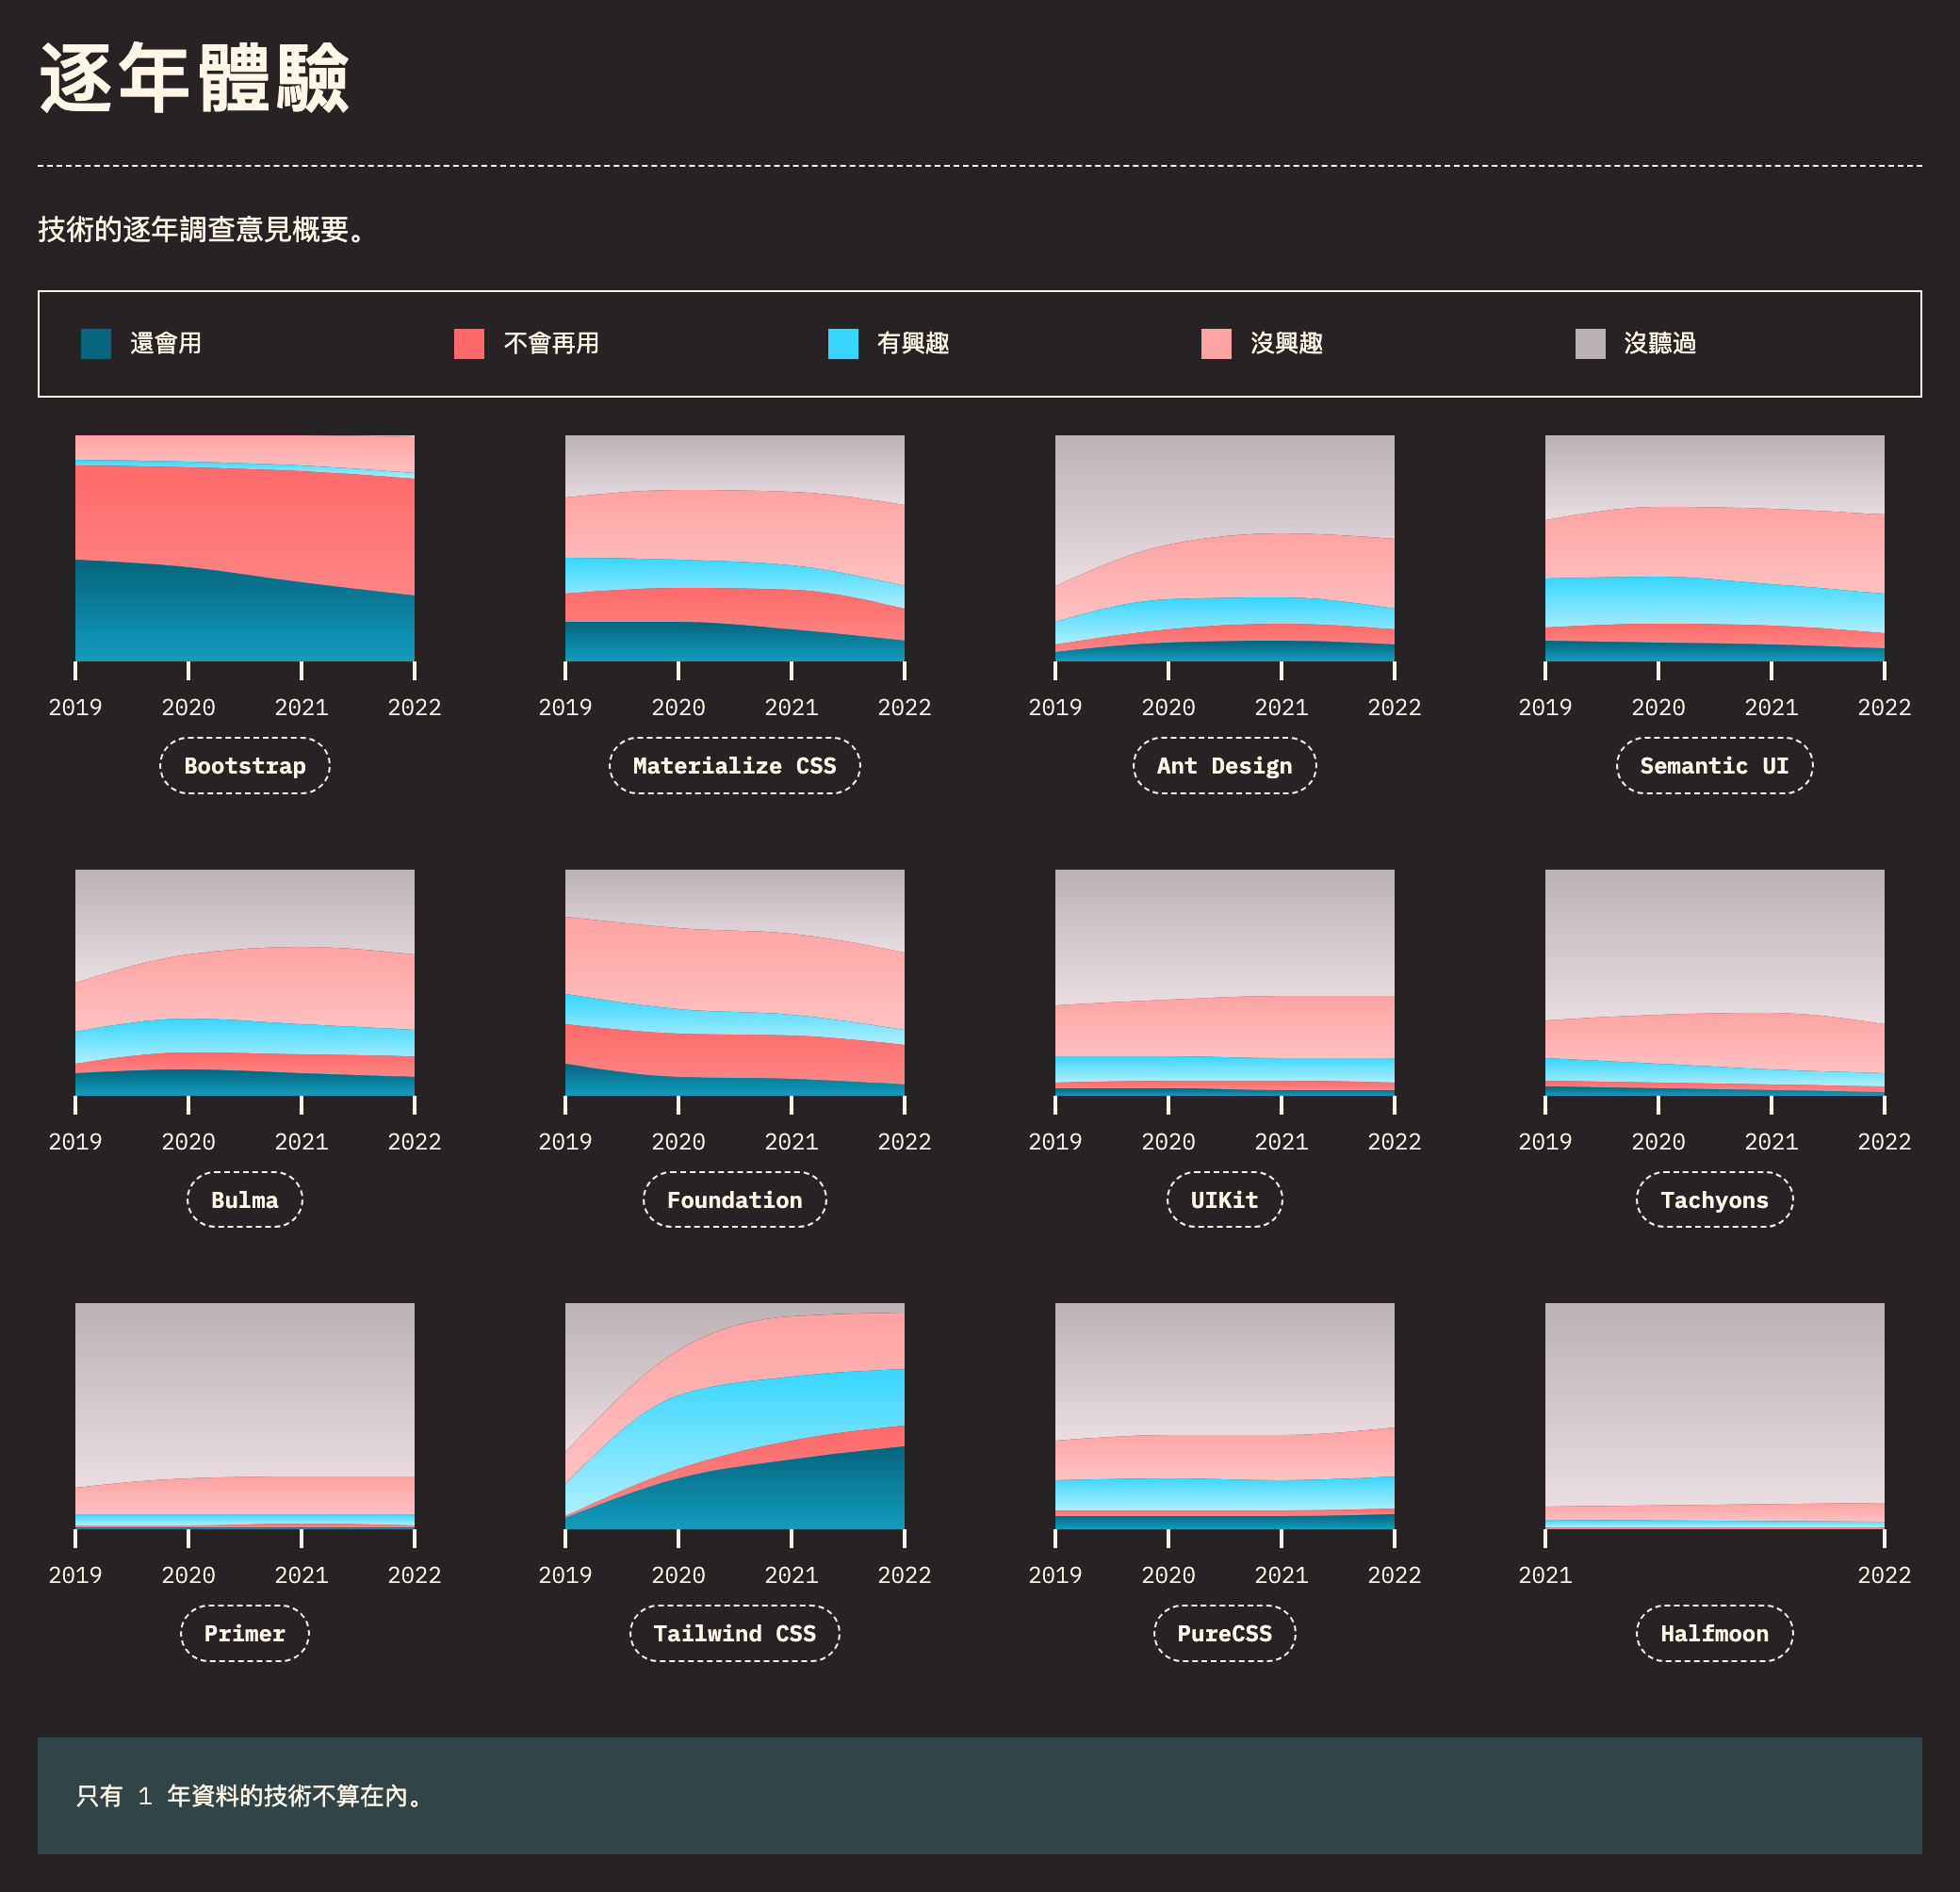 逐年體驗
技術的逐年調查意見概要。
還會用 不會再用 有興趣 沒興趣 沒聽過
2019 2020 2021 2022 2019 2020 2021 2022 2019 2020 2021 2022 2019 2020 2021 2022
Bootstrap Materialize CSS Ant Design Semantic UI
2019 2020 2021 2022 2019 2020 2021 2022 2019 2020 2021 2022 2019 2020 2021 2022
Bulma Foundation UIKit Tachyons
2019 2020 2021 2022 2019 2020 2021 2022 2019 2020 2021 2022 2021 2022
Primer Tailwind CSS PureCSS Halfmoon
只有 1 年資料的技術不算在內。